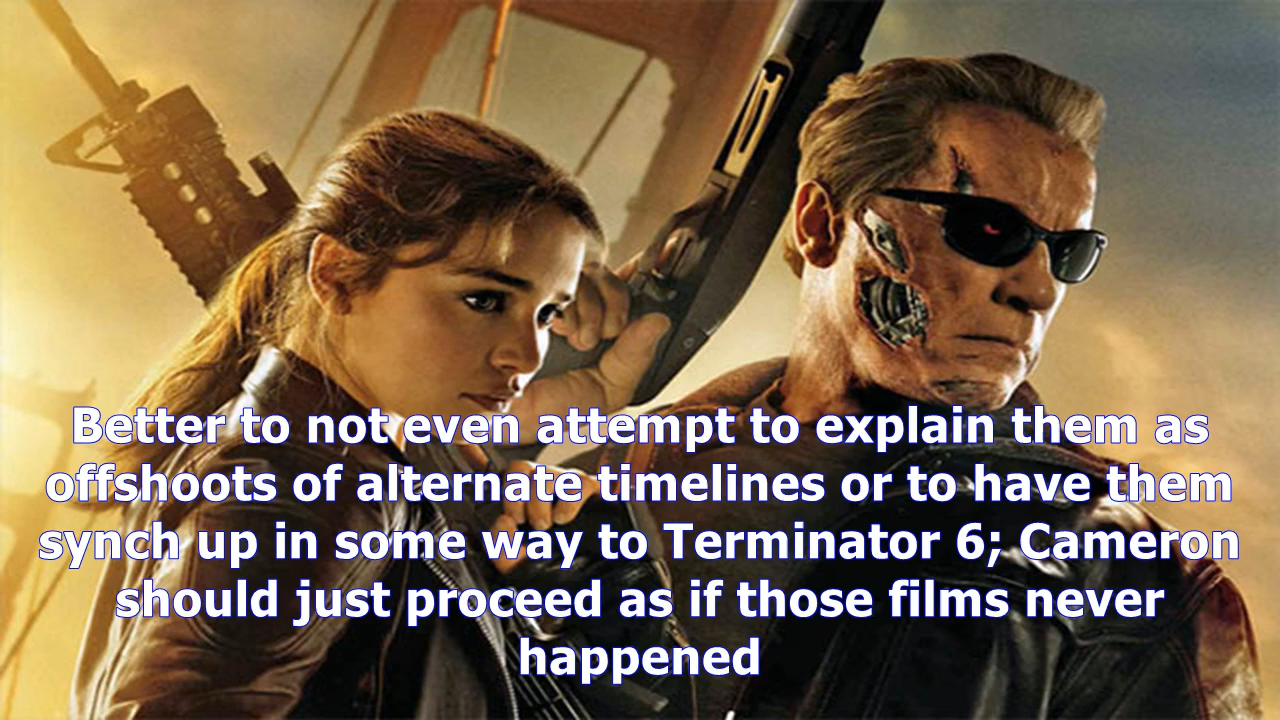 Better to not even attempt to explain them as
offshoots of alternate timelines or to have them
synch up in some way to Terminator 6; Cameron
should just proceed as if those films never
happened